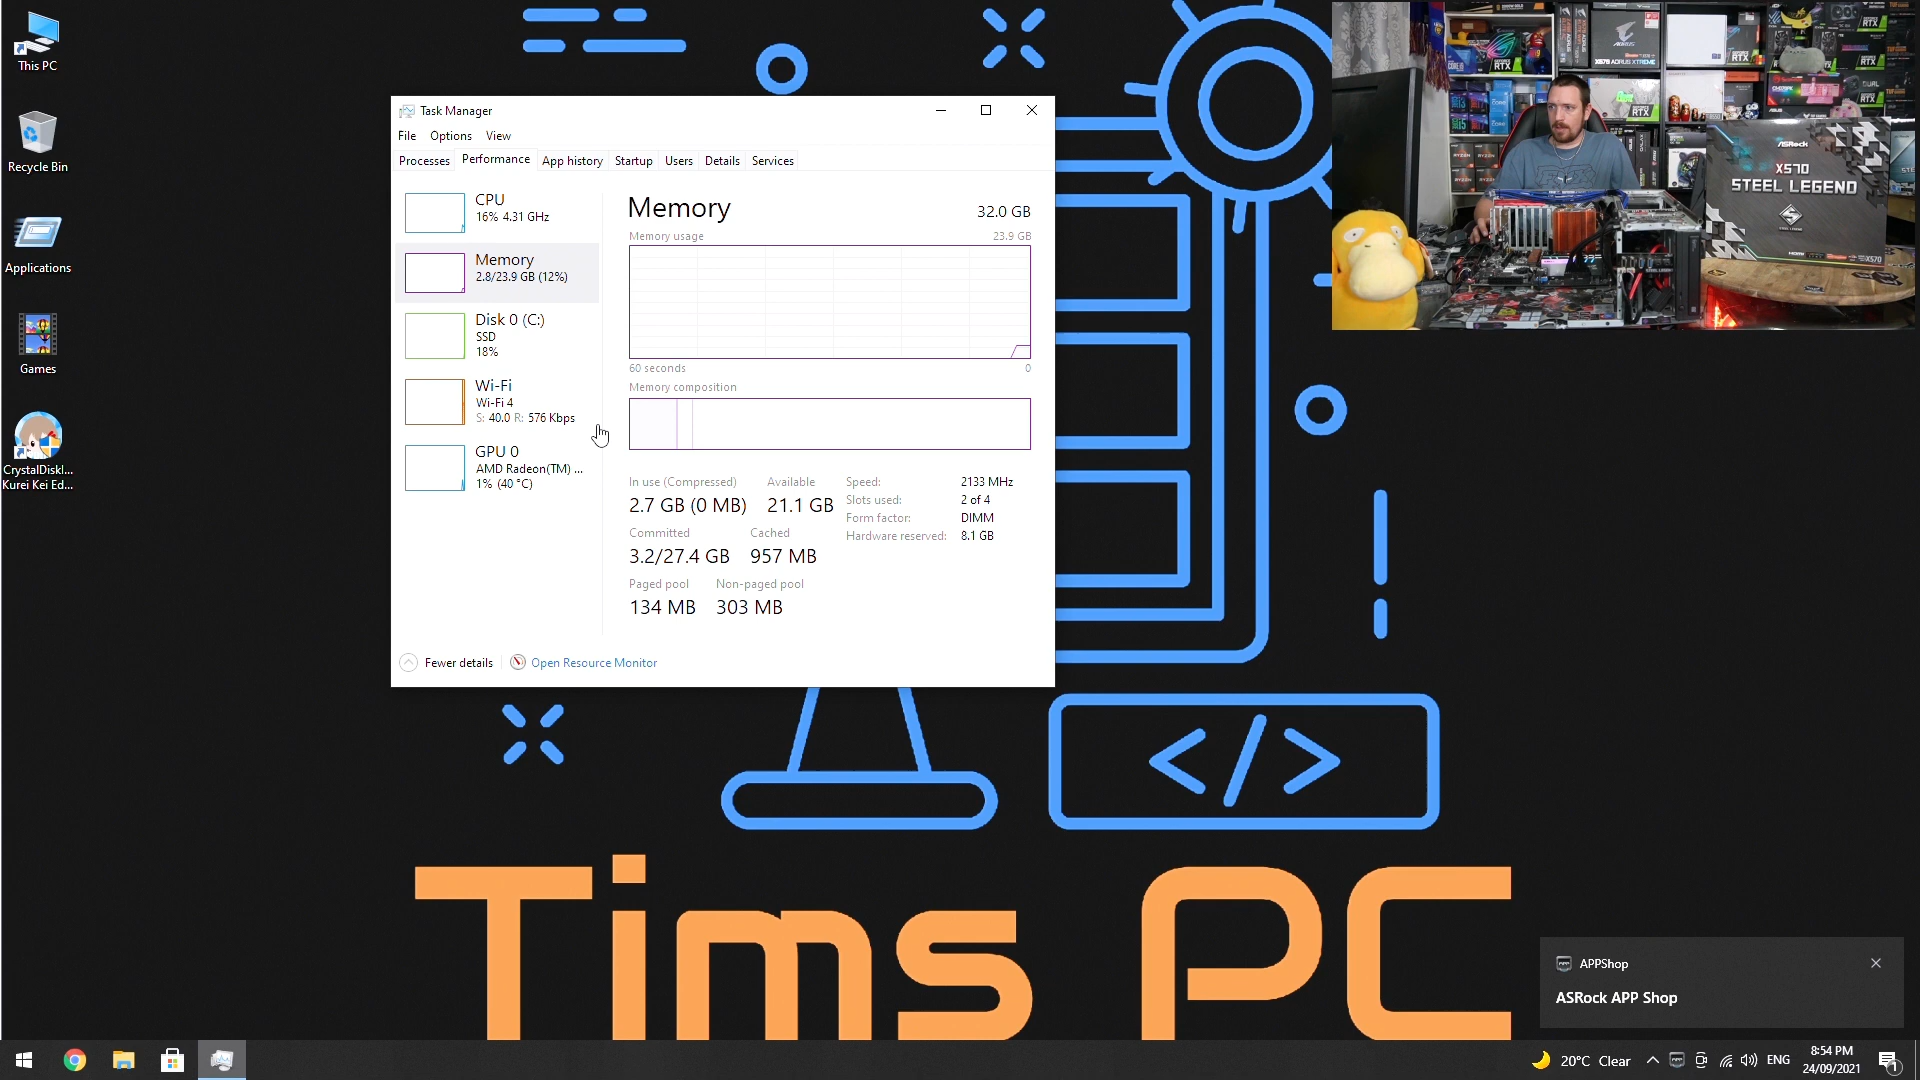 This PC
Recycle Bin
Applications
Games
CrystalDiskI...
Kurei Kei Ed...
Task Manager
File Options View
Processes Performance App history Startup Users Details Services
CPU
16% 4.31 GHz
Memory
2.8/23.9 GB (12%)
Disk 0 (C:)
SSD
18%
Wi-Fi
Wi-Fi 4
S: 40.0 R: 576 Kbps
GPU 0
AMD Radeon(TM) ...
1% (40 °C)
Memory 32.0 GB
Memory usage 23.9 GB
60 seconds 0
Memory composition
In use (Compressed) Available
2.7 GB (0 MB) 21.1 GB
Committed Cached
3.2/27.4 GB 957 MB
Paged pool Non-paged pool
134 MB 303 MB
Speed: 2133 MHz
Slots used: 2 of 4
Form factor: DIMM
Hardware reserved: 8.1 GB
Fewer details Open Resource Monitor
ASRock
X570
STEEL LEGEND
</>
Tims PC
APPShop
ASRock APP Shop
20°C Clear
ENG
8:54 PM
24/09/2021
1